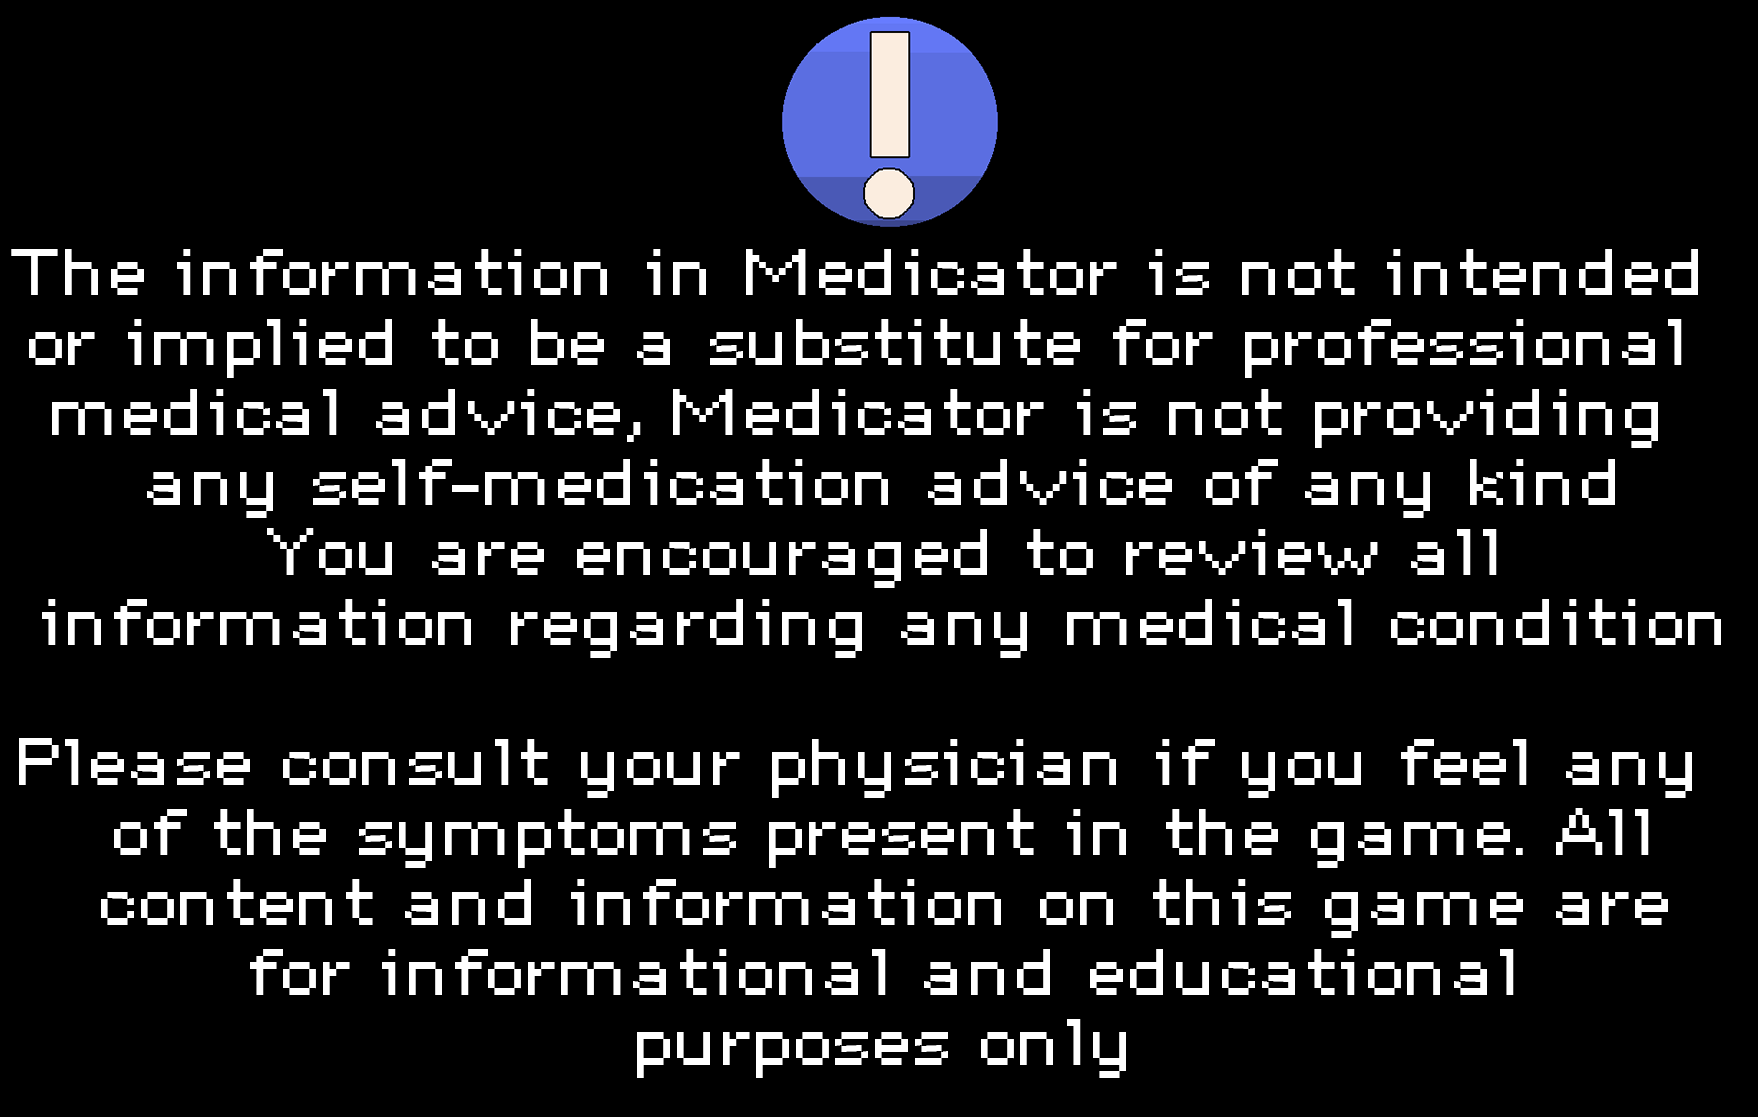 The information in Medicator is not intended
or implied to be a substitute for professional
medical advice, Medicator is not providing
any self-medication advice of any kind
You are encouraged to review all
information regarding any medical condition
Please consult your physician if you feel any
of the symptoms present in the game. All
content and information on this game are
for informational and educational
purposes only